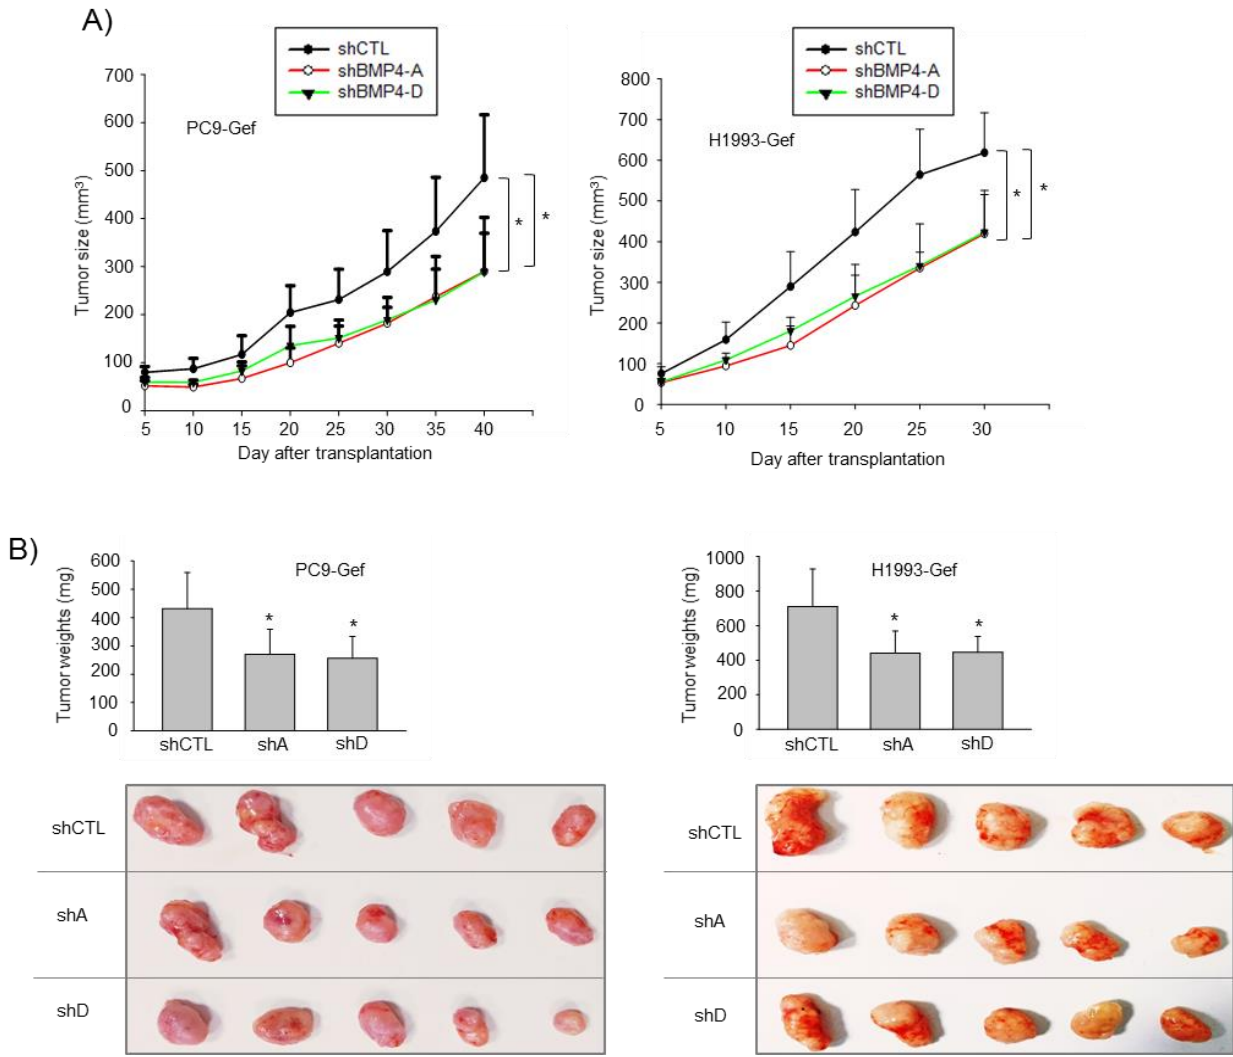 A)
shCTL
shBMP4-A
shBMP4-D
PC9-Gef
Tumor size (mm³)
700
600
500
400
300
200
100
0
5 10 15 20 25 30 35 40
Day after transplantation
*
*
shCTL
shBMP4-A
shBMP4-D
H1993-Gef
Tumor size (mm³)
800
700
600
500
400
300
200
100
0
5 10 15 20 25 30
Day after transplantation
*
*
B)
PC9-Gef
Tumor weights (mg)
600
500
400
300
200
100
0
*
*
shCTL shA shD
H1993-Gef
Tumor weights (mg)
1000
800
600
400
200
0
*
*
shCTL shA shD
shCTL
shA
shD
shCTL
shA
shD